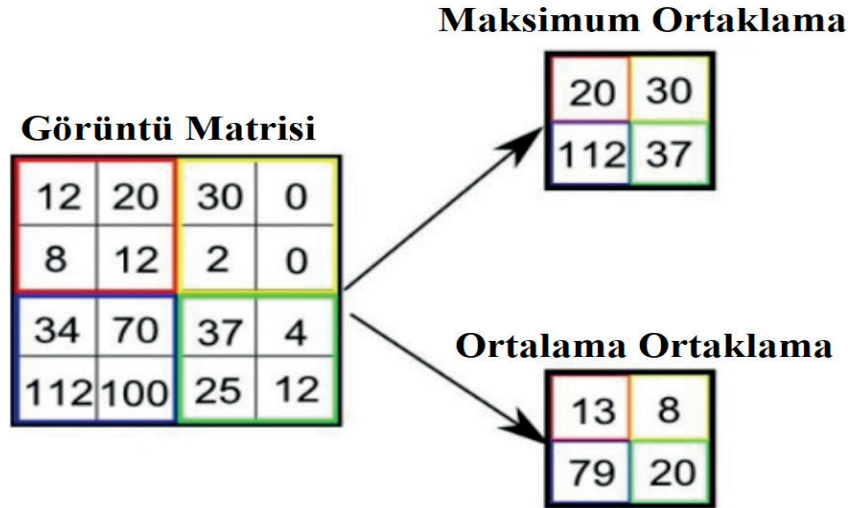 Maksimum Ortaklama
20 30
112 37
Görüntü Matrisi
12 20 30 0
8 12 2 0
34 70 37 4
112 100 25 12
Ortalama Ortaklama
13 8
79 20